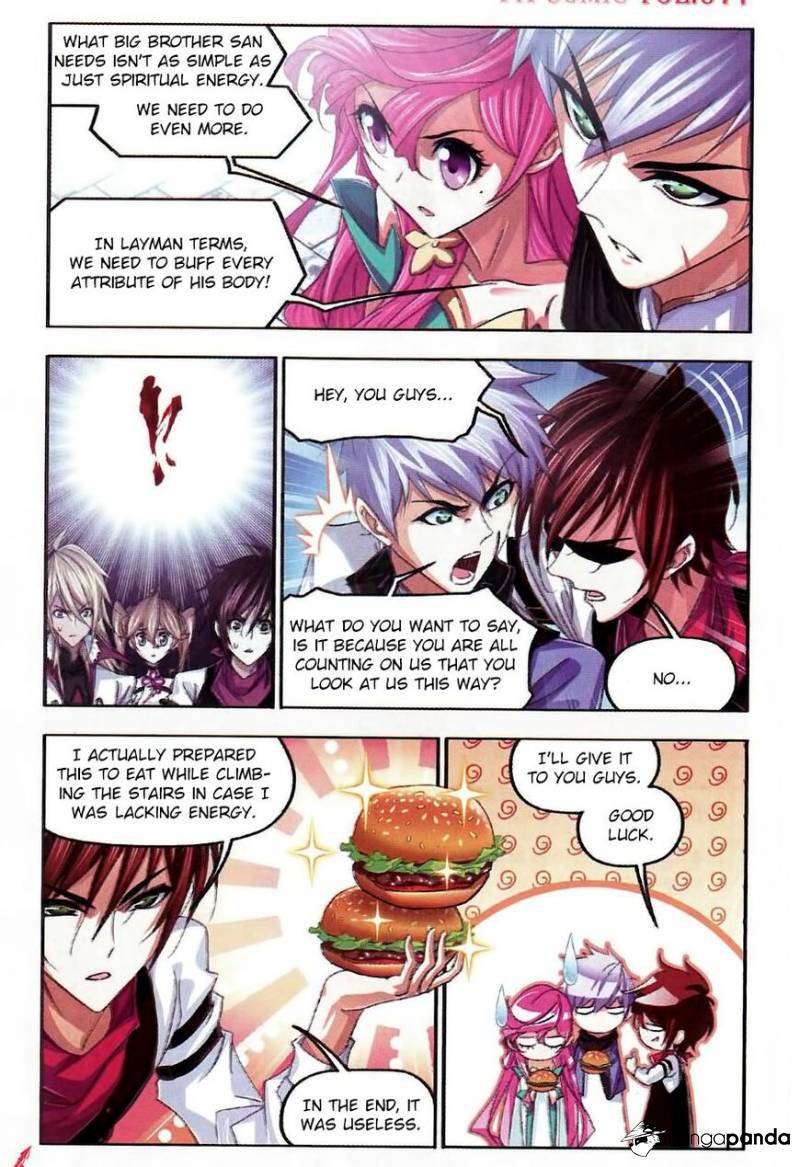 WHAT BIG BROTHER SAN
NEEDS ISN'T AS SIMPLE AS
JUST SPIRITUAL ENERGY.
WE NEED TO DO
EVEN MORE.
IN LAYMAN TERMS,
WE NEED TO BUFF EVERY
ATTRIBUTE OF HIS BODY!
HEY, YOU GUYS...
WHAT DO YOU WANT TO SAY,
IS IT BECAUSE YOU ARE ALL
COUNTING ON US THAT YOU
LOOK AT US THIS WAY?
NO...
I ACTUALLY PREPARED
THIS TO EAT WHILE CLIMB-
ING THE STAIRS IN CASE I
WAS LACKING ENERGY.
IN THE END, IT
WAS USELESS.
I'LL GIVE IT
TO YOU GUYS.
GOOD
LUCK.
mangapanda